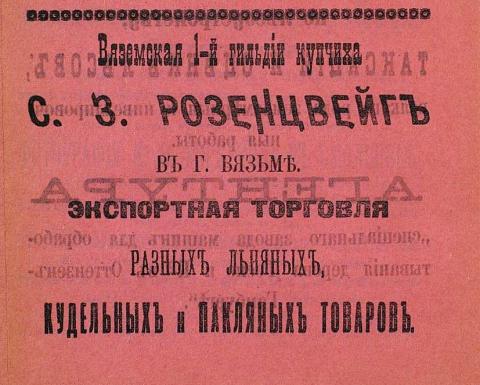 Вяземская 1-й гильдіи купчиха
С. З. РОЗЕНЦВЕЙГЪ
ВЪ Г. ВЯЗЬМѢ.
ЭКСПОРТНАЯ ТОРГОВЛЯ
РАЗНЫХЪ ЛЬНЯНЫХЪ,
КУДЕЛЬНЫХЪ и ПАКЛЯНЫХЪ ТОВАРОВЪ.